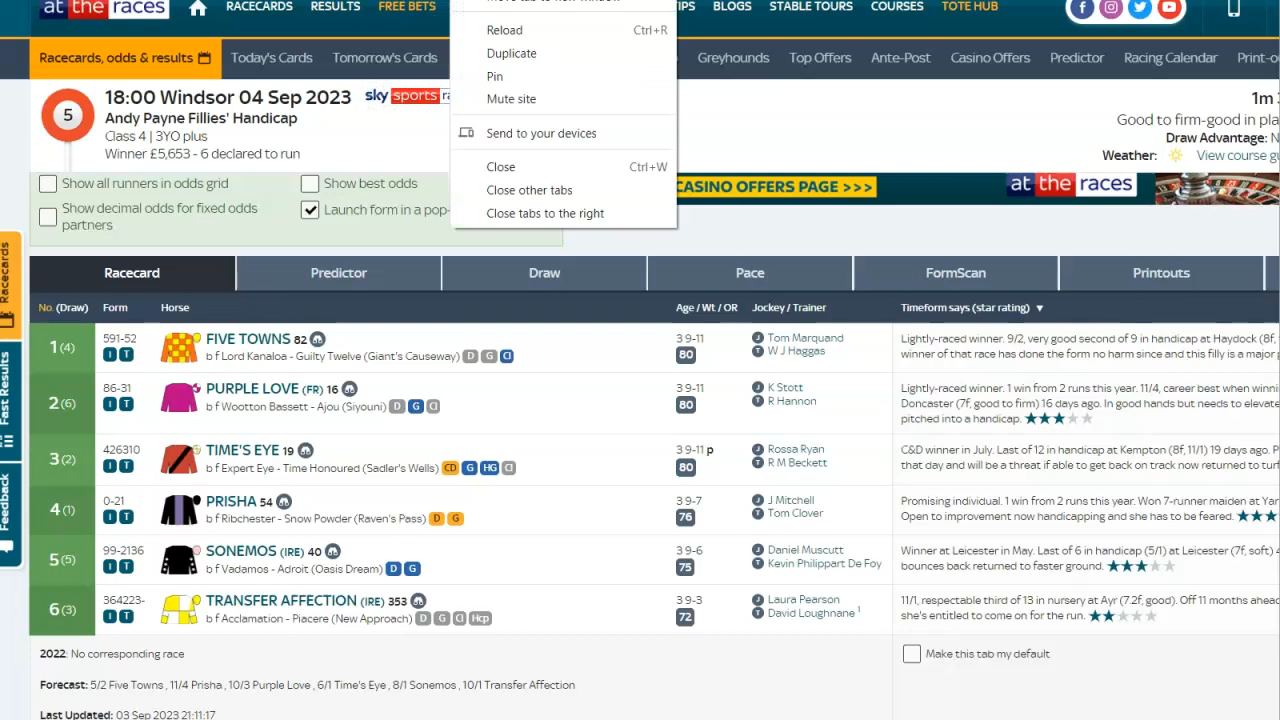 at the races
RACECARDS RESULTS FREE BETS TIPS BLOGS STABLE TOURS COURSES TOTE HUB
Racecards, odds & results Today's Cards Tomorrow's Cards Greyhounds Top Offers Ante-Post Casino Offers Predictor Racing Calendar
Reload Ctrl+R
Duplicate
Pin
Mute site
Send to your devices
Close Ctrl+W
Close other tabs
Close tabs to the right
5
18:00 Windsor 04 Sep 2023
sky sports
Andy Payne Fillies' Handicap
Class 4 | 3YO plus
Winner £5,653 - 6 declared to run
1m
Good to firm-good in
Draw Advantage:
Weather: View course
Show all runners in odds grid
Show best odds
Show decimal odds for fixed odds
partners
Launch form in a pop-
CASINO OFFERS PAGE >>>
at the races
Racecards
Fast Results
Feedback
Racecard Predictor Draw Pace FormScan Printouts
No. (Draw) Form Horse Age / Wt / OR Jockey / Trainer Timeform says (star rating) ▼
1 (4) 591-52 I T FIVE TOWNS 82
b f Lord Kanaloa - Guilty Twelve (Giant's Causeway) D G Cl
3 9-11
80
J Tom Marquand
T W J Haggas
Lightly-raced winner. 9/2, very good second of 9 in handicap at Haydock (8f,
winner of that race has done the form no harm since and this filly is a major
2 (6) 86-31 I T PURPLE LOVE (FR) 16
b f Wootton Bassett - Ajou (Siyouni) D G Cl
3 9-11
80
J K Stott
T R Hannon
Lightly-raced winner. 1 win from 2 runs this year. 11/4, career best when
Doncaster (7f, good to firm) 16 days ago. In good hands but needs to
pitched into a handicap. ★★★★★
3 (2) 426310 I T TIME'S EYE 19
b f Expert Eye - Time Honoured (Sadler's Wells) CD G HG Cl
3 9-11 p
80
J Rossa Ryan
T R M Beckett
C&D winner in July. Last of 12 in handicap at Kempton (8f, 11/1) 19 days ago.
that day and will be a threat if able to get back on track now returned to
4 (1) 0-21 I T PRISHA 54
b f Ribchester - Snow Powder (Raven's Pass) D G
3 9-7
76
J J Mitchell
T Tom Clover
Promising individual. 1 win from 2 runs this year. Won 7-runner maiden at
Open to improvement now handicapping and she has to be feared. ★★★
5 (5) 99-2136 I T SONEMOS (IRE) 40
b f Vadamos - Adroit (Oasis Dream) D G
3 9-6
75
J Daniel Muscutt
T Kevin Philippart De Foy
Winner at Leicester in May. Last of 6 in handicap (5/1) at Leicester (7f, soft)
bounces back returned to faster ground. ★★★★★
6 (3) 364223- I T TRANSFER AFFECTION (IRE) 353
b f Acclamation - Piacere (New Approach) D G Cl Hcp
3 9-3
72
J Laura Pearson
T David Loughnane 1
11/1, respectable third of 13 in nursery at Ayr (7.2f, good). Off 11 months
she's entitled to come on for the run. ★★★★★
2022: No corresponding race
Make this tab my default
Forecast: 5/2 Five Towns , 11/4 Prisha , 10/3 Purple Love , 6/1 Time's Eye , 8/1 Sonemos , 10/1 Transfer Affection
Last Updated: 03 Sep 2023 21:11:17